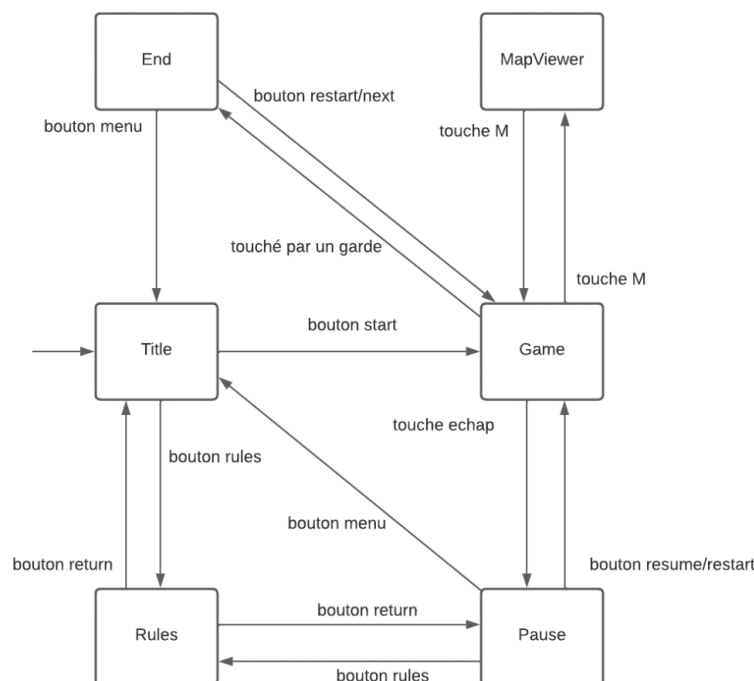 End
MapViewer
bouton restart/next
bouton menu
touche M
touché par un garde
touche M
bouton start
Title
Game
touche echap
bouton rules
bouton menu
bouton return
bouton resume/restart
bouton return
Rules
Pause
bouton rules